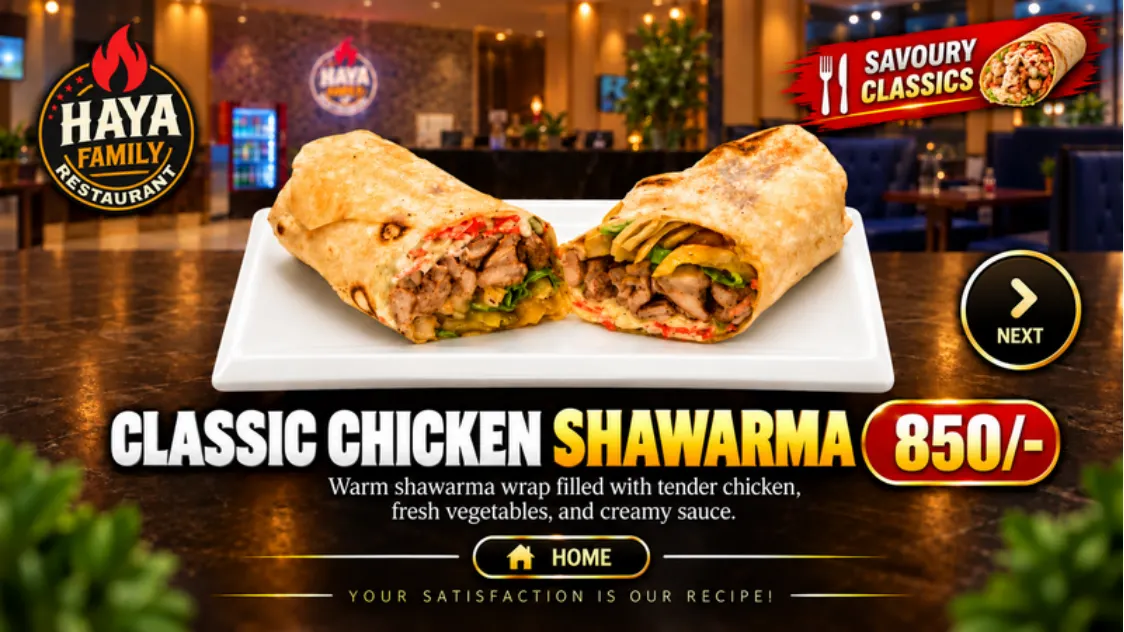 HAYA
FAMILY
RESTAURANT
HAYA
SAVOURY
CLASSICS
NEXT
CLASSIC CHICKEN SHAWARMA 850/-
Warm shawarma wrap filled with tender chicken,
fresh vegetables, and creamy sauce.
HOME
YOUR SATISFACTION IS OUR RECIPE!